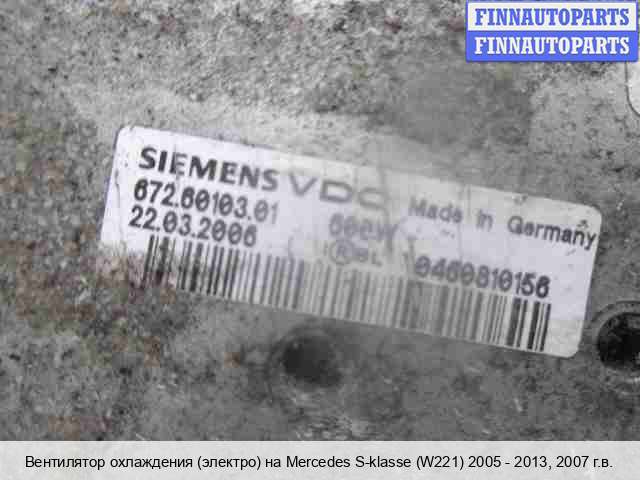 FINNAUTOPARTS
FINNAUTOPARTS
SIEMENS VDO
672.60103.01
22.03.2006
600W
Made in Germany
0460810156
Вентилятор охлаждения (электро) на Mercedes S-klasse (W221) 2005 - 2013, 2007 г.в.